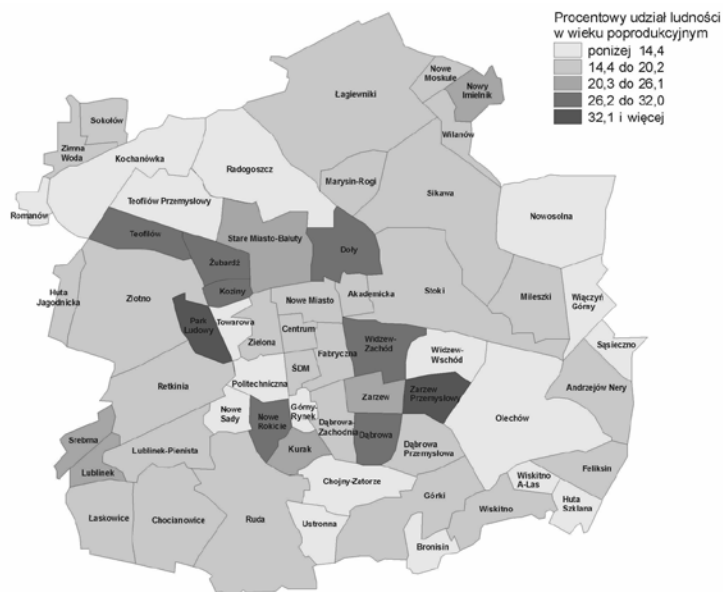 Procentowy udział ludności
w wieku poprodukcyjnym
poniżej 14,4
14,4 do 20,2
20,3 do 26,1
26,2 do 32,0
32,1 i więcej
Nowe
Moskule
Nowy
Imielnik
Łagiewniki
Sokołów
Wilanów
Zimna
Woda
Kochanówka
Radogoszcz
Marysin-Rogi
Sikawa
Teofilów Przemysłowy
Romanów
Nowosolna
Teofilów
Stare Miasto-Bałuty
Doły
Żubardź
Huta
Jagodnicka
Złotno
Koziny
Nowe Miasto
Akademicka
Stoki
Mileszki
Wiączyń
Górny
Park
Ludowy
Towarowa
Centrum
Zielona
Fabryczna
Widzew-
Zachód
Widzew-
Wschód
Sąsieczno
Retkinia
Politechniczna
ŚDM
Zarzew
Zarzew
Przemysłowy
Olechów
Andrzejów Nery
Nowe
Sady
Nowe
Rokicie
Górny-
Rynek
Dąbrowa-
Zachodnia
Dąbrowa
Srebrna
Lublinek-Pienista
Kurak
Dąbrowa
Przemysłowa
Lublinek
Chojny-Zatorze
Feliksin
Wiskitno
A-Las
Górki
Huta
Szklana
Laskowice
Chocianowice
Ruda
Ustronna
Wiskitno
Bronisin